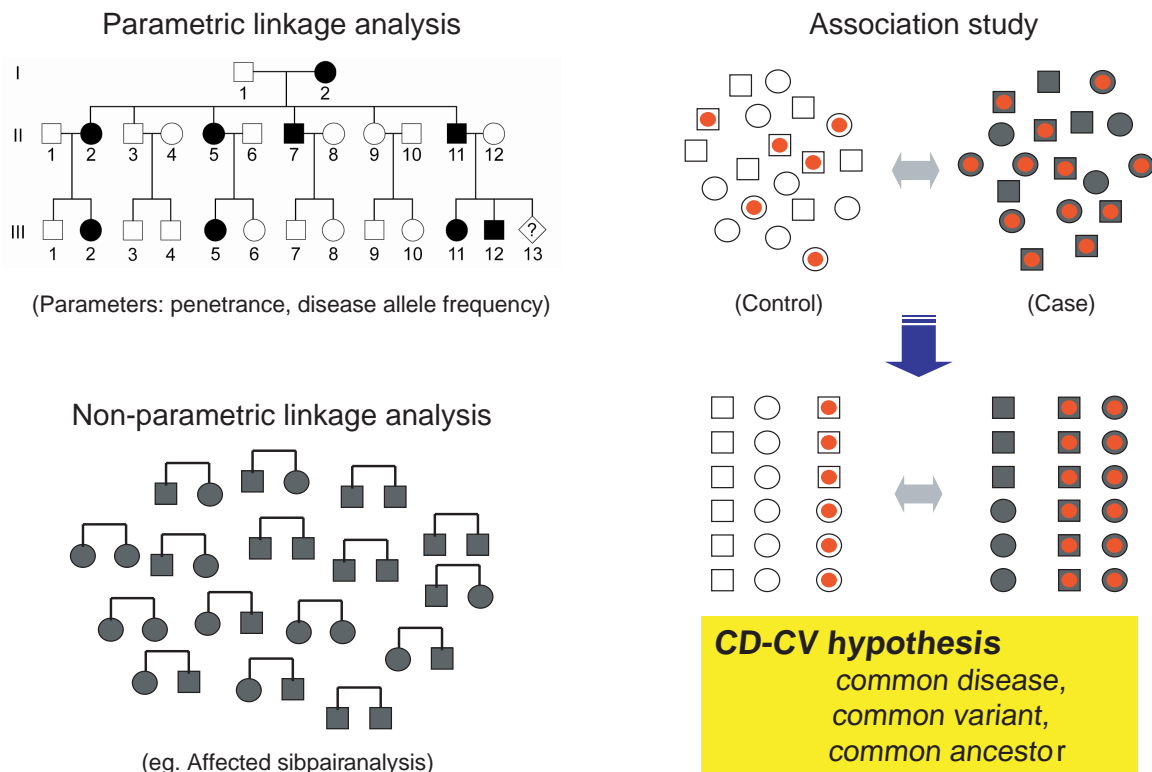 Parametric linkage analysis
I
1 2
II
1 2 3 4 5 6 7 8 9 10 11 12
III
?
1 2 3 4 5 6 7 8 9 10 11 12 13
(Parameters: penetrance, disease allele frequency)
Non-parametric linkage analysis
(eg. Affected sibpairanalysis)
Association study
(Control) (Case)
CD-CV hypothesis
common disease,
common variant,
common ancestor